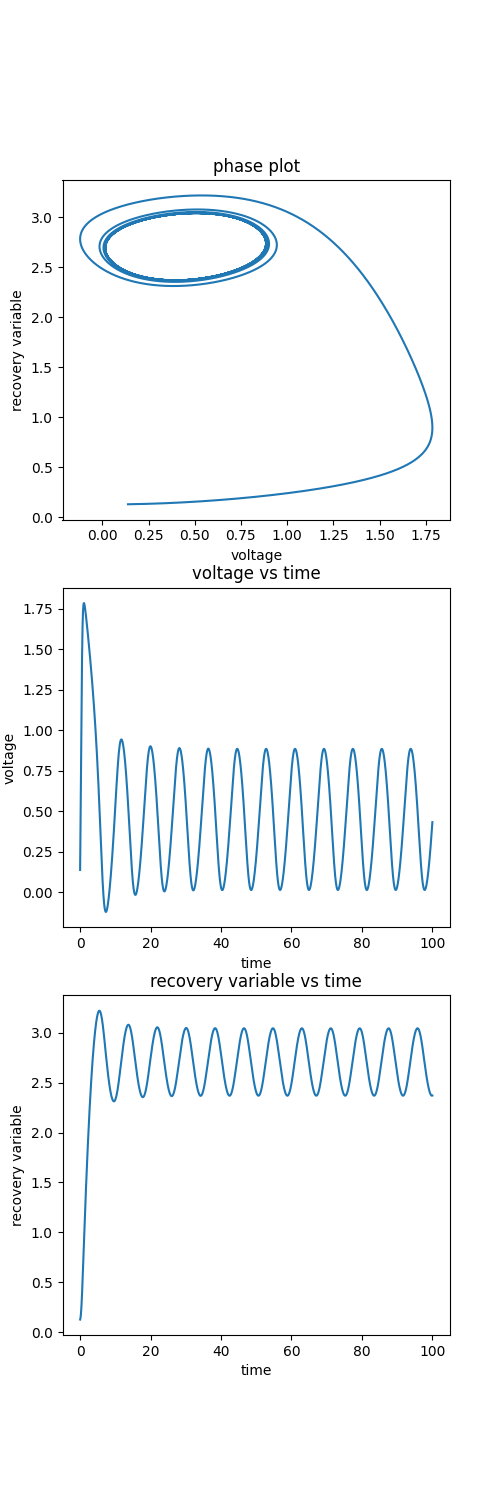 phase plot
3.0
2.5
2.0
1.5
1.0
0.5
0.0
recovery variable
0.00 0.25 0.50 0.75 1.00 1.25 1.50 1.75
voltage
voltage vs time
1.75
1.50
1.25
1.00
0.75
0.50
0.25
0.00
voltage
0 20 40 60 80 100
time
recovery variable vs time
3.0
2.5
2.0
1.5
1.0
0.5
0.0
recovery variable
0 20 40 60 80 100
time